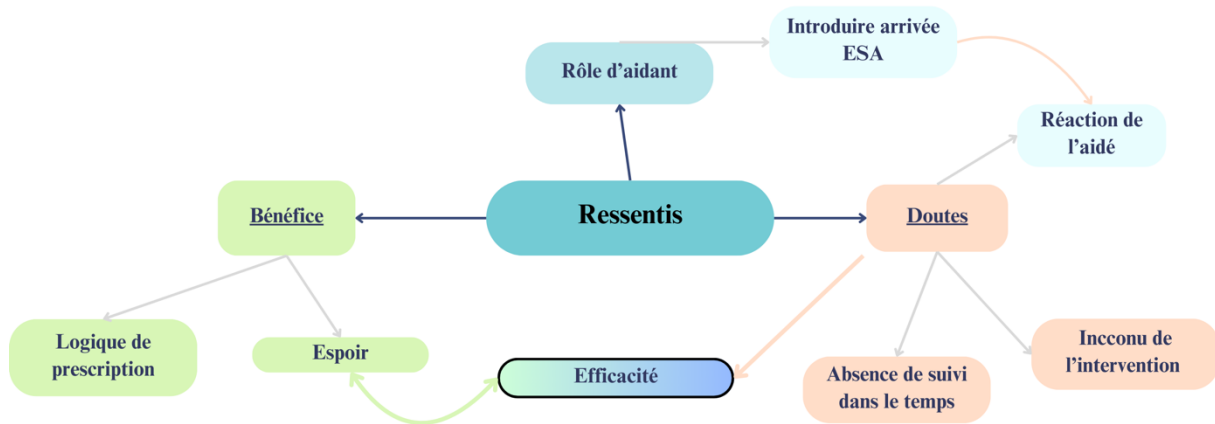 Introduire arrivée
ESA
Rôle d'aidant
Réaction de
l'aidé
Bénéfice
Ressentis
Doutes
Logique de
prescription
Espoir
Efficacité
Absence de suivi
dans le temps
Incconu de
l'intervention